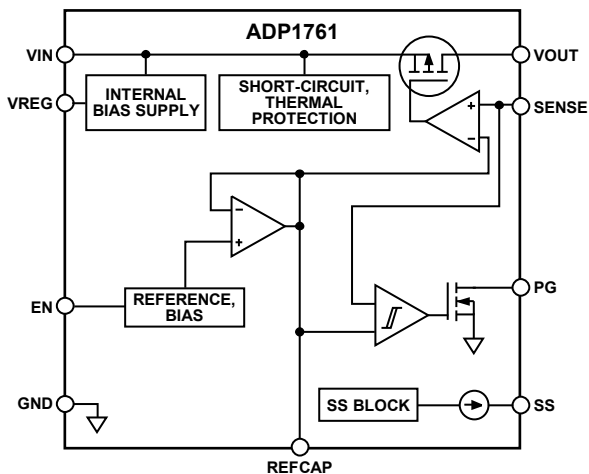 ADP1761
VIN
VOUT
VREG
INTERNAL
BIAS SUPPLY
SHORT-CIRCUIT,
THERMAL
PROTECTION
+
−
SENSE
−
+
EN
REFERENCE,
BIAS
PG
GND
SS BLOCK
SS
REFCAP